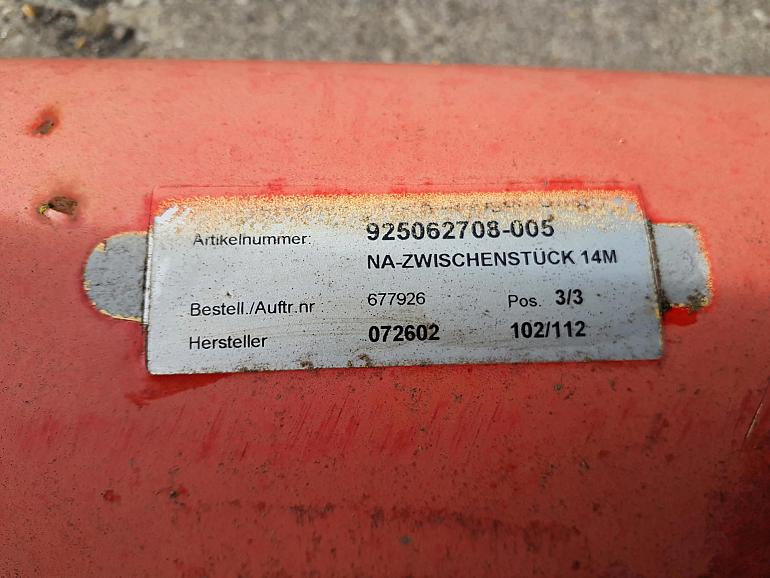 Artikelnummer: 925062708-005
NA-ZWISCHENSTÜCK 14M
Bestell./Auftr.nr 677926 Pos. 3/3
Hersteller 072602 102/112